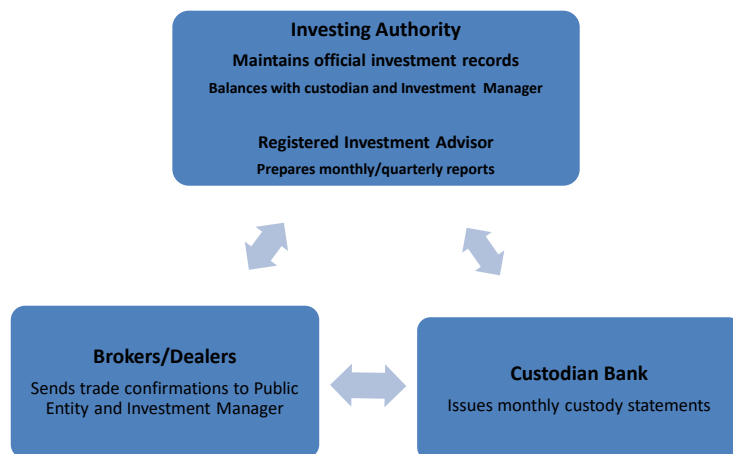 Investing Authority
Maintains official investment records
Balances with custodian and Investment Manager
Registered Investment Advisor
Prepares monthly/quarterly reports
Brokers/Dealers
Sends trade confirmations to Public
Entity and Investment Manager
Custodian Bank
Issues monthly custody statements